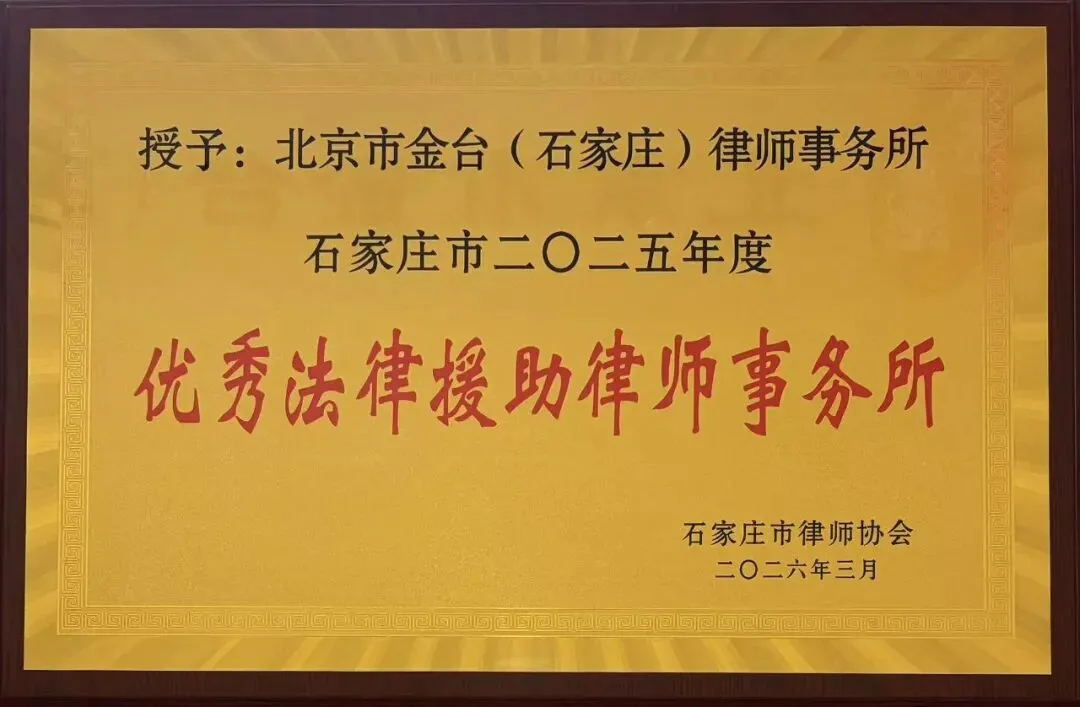 授予：北京市金台（石家庄）律师事务所
石家庄市二〇二五年度
优秀法律援助律师事务所
石家庄市律师协会
二〇二六年三月